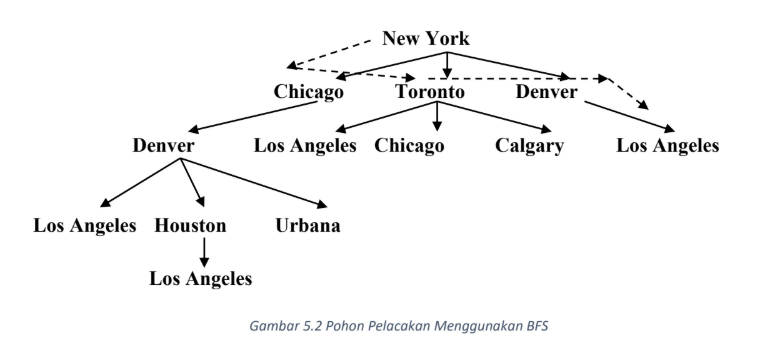 New York
Chicago Toronto Denver
Denver Los Angeles Chicago Calgary Los Angeles
Los Angeles Houston Urbana
Los Angeles
Gambar 5.2 Pohon Pelacakan Menggunakan BFS